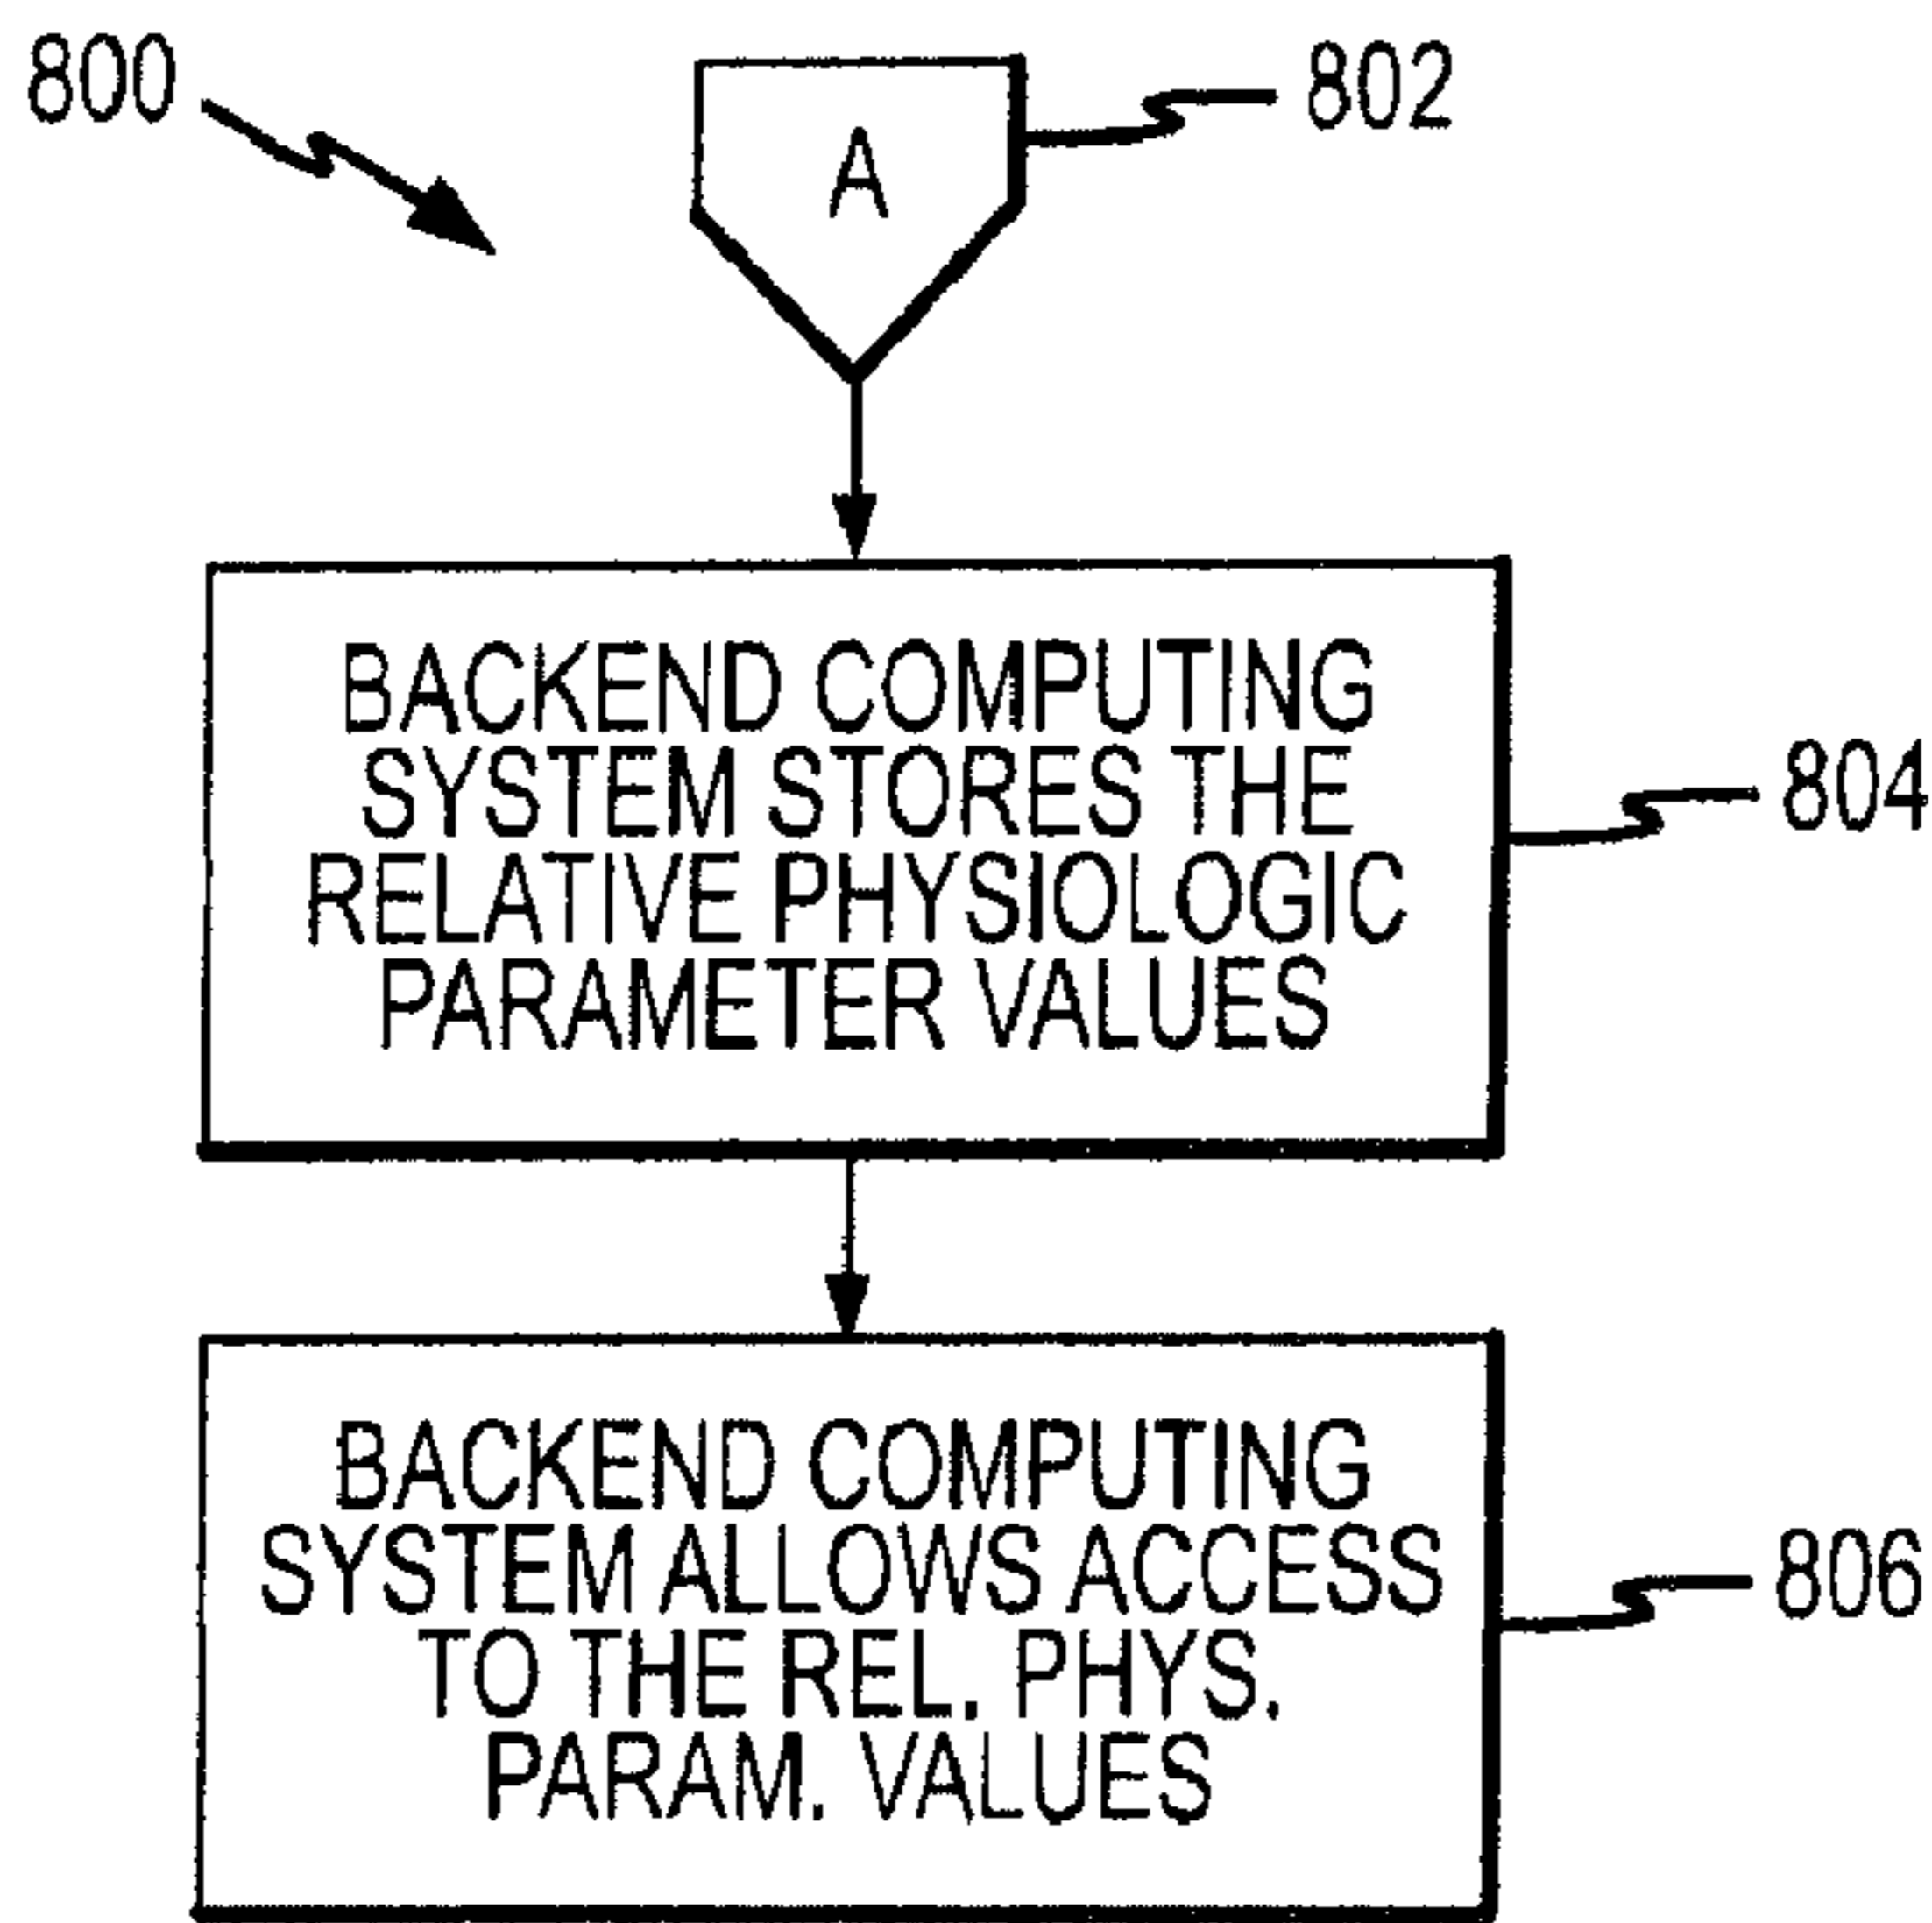 800
802
A
BACKEND COMPUTING
SYSTEM STORES THE
RELATIVE PHYSIOLOGIC
PARAMETER VALUES
804
BACKEND COMPUTING
SYSTEM ALLOWS ACCESS
TO THE REL. PHYS.
PARAM. VALUES
806